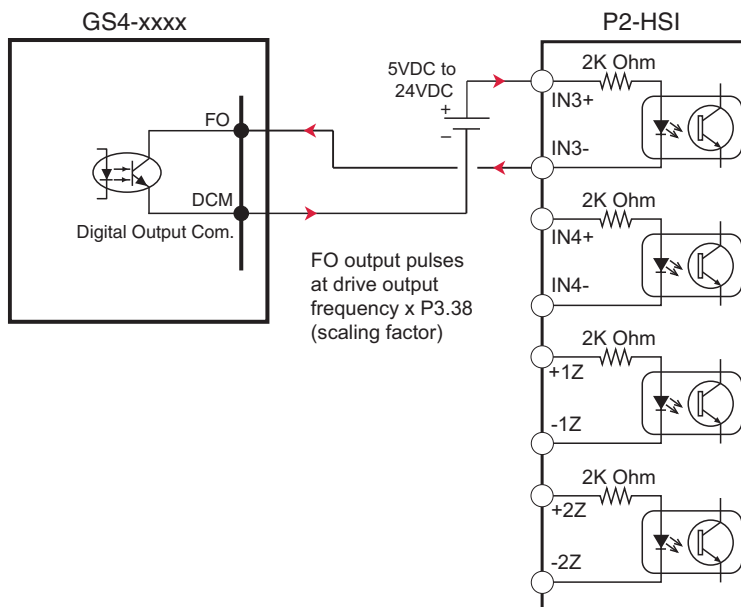 GS4-xxxx
FO
DCM
Digital Output Com.
5VDC to
24VDC
+
–
FO output pulses
at drive output
frequency x P3.38
(scaling factor)
P2-HSI
2K Ohm
IN3+
IN3-
2K Ohm
IN4+
IN4-
2K Ohm
+1Z
-1Z
2K Ohm
+2Z
-2Z